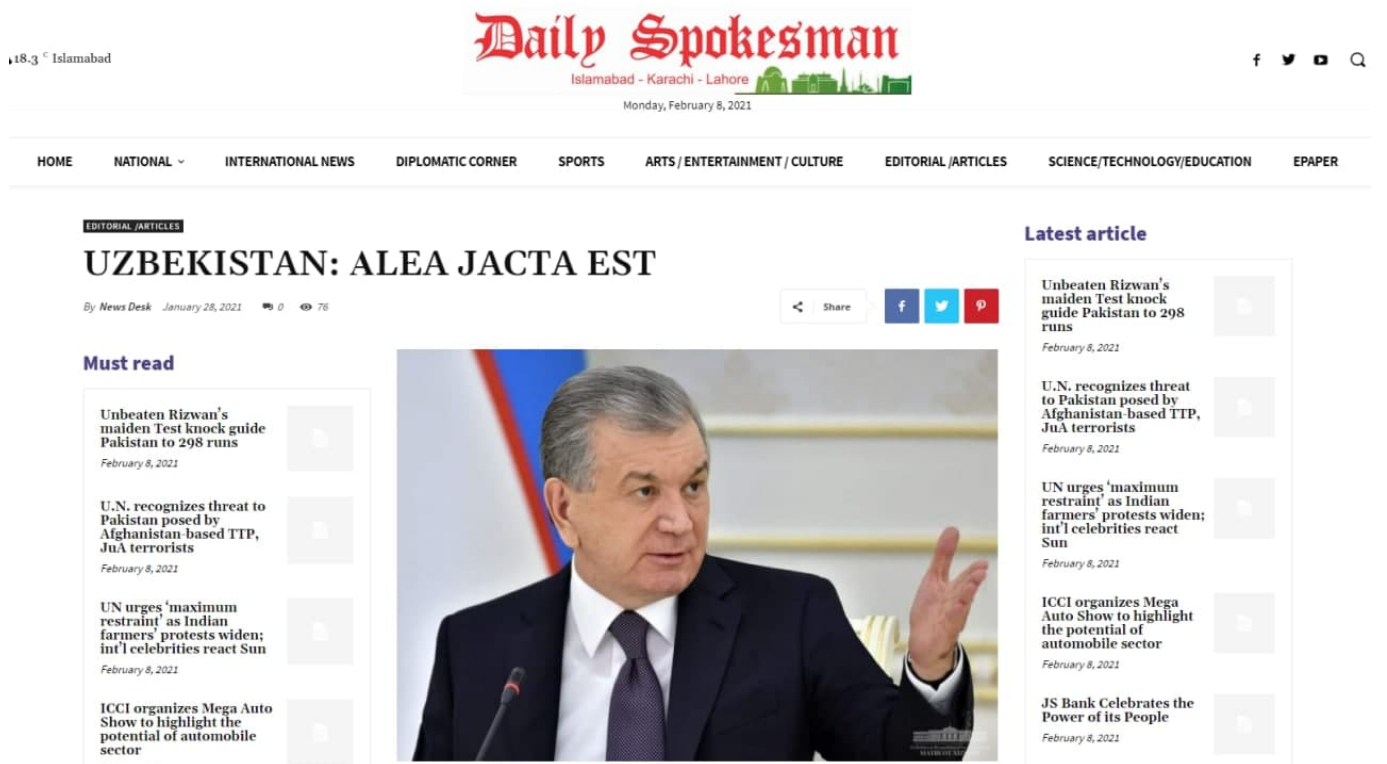 18.3 C Islamabad
Daily Spokesman
Islamabad - Karachi - Lahore
Monday, February 8, 2021
HOME NATIONAL INTERNATIONAL NEWS DIPLOMATIC CORNER SPORTS ARTS / ENTERTAINMENT / CULTURE EDITORIAL /ARTICLES SCIENCE/TECHNOLOGY/EDUCATION EPAPER
EDITORIAL /ARTICLES
UZBEKISTAN: ALEA JACTA EST
By News Desk January 28, 2021 0 76
Share
Must read
Unbeaten Rizwan's
maiden Test knock guide
Pakistan to 298 runs
February 8, 2021
U.N. recognizes threat to
Pakistan posed by
Afghanistan-based TTP,
JuA terrorists
February 8, 2021
UN urges 'maximum
restraint' as Indian
farmers' protests widen;
int'l celebrities react Sun
February 8, 2021
ICCI organizes Mega Auto
Show to highlight the
potential of automobile
sector
Latest article
Unbeaten Rizwan's
maiden Test knock
guide Pakistan to 298
runs
February 8, 2021
U.N. recognizes threat
to Pakistan posed by
Afghanistan-based TTP,
JuA terrorists
February 8, 2021
UN urges 'maximum
restraint' as Indian
farmers' protests widen;
int'l celebrities react
Sun
February 8, 2021
ICCI organizes Mega
Auto Show to highlight
the potential of
automobile sector
February 8, 2021
JS Bank Celebrates the
Power of its People
February 8, 2021